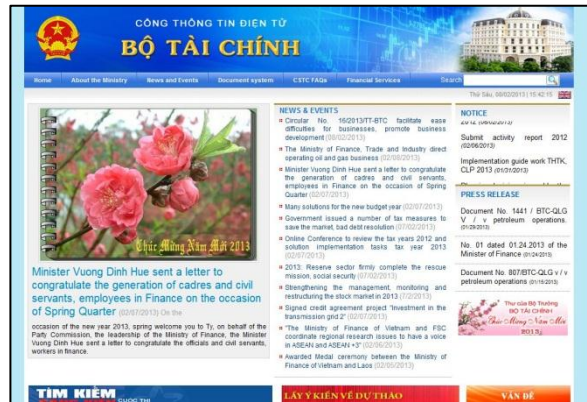 CỔNG THÔNG TIN ĐIỆN TỬ
BỘ TÀI CHÍNH
Home About the Ministry News and Events Document system CSTC FAQs Financial Services Search
Thứ Sáu, 08/02/2013 | 15:42:15
Chúc Mừng Năm Mới 2013
Minister Vuong Dinh Hue sent a letter to
congratulate the generation of cadres and civil
servants, employees in Finance on the occasion
of Spring Quarter (02/07/2013) On the
occasion of the new year 2013, spring welcome you to Ty, on behalf of the
Party Commission, the leadership of the Ministry of Finance, the Minister
Vuong Dinh Hue sent a letter to congratulate the officials and civil servants,
workers in finance.
NEWS & EVENTS
Circular No. 16/2013/TT-BTC facilitate ease
difficulties for businesses, promote business
development (08/02/2013)
The Ministry of Finance, Trade and Industry direct
operating oil and gas business (02/08/2013)
Minister Vuong Dinh Hue sent a letter to congratulate
the generation of cadres and civil servants,
employees in Finance on the occasion of Spring
Quarter (02/07/2013)
Many solutions for the new budget year (02/07/2013)
Government issued a number of tax measures to
save the market, bad debt resolution (07/02/2013)
Online Conference to review the tax years 2012 and
solution implementation tasks tax year 2013
(02/07/2013)
2013: Reserve sector firmly complete the rescue
mission, social security (07/02/2013)
Strengthening the management, monitoring and
restructuring the stock market in 2013 (7/2/2013)
Signed credit agreement project "Investment in the
transmission grid 2" (02/07/2013)
"The Ministry of Finance of Vietnam and FSC
coordinate regional research issues to have a voice
in ASEAN and ASEAN +3" (02/06/2013)
Awarded Medal ceremony between the Ministry of
Finance of Vietnam and Laos (02/05/2013)
NOTICE
Submit activity report 2012
(02/06/2013)
Implementation guide work THTK,
CLP 2013 (01/31/2013)
PRESS RELEASE
Document No. 1441 / BTC-QLG
V / v petroleum operations.
(01/29/2013)
No. 01 dated 01.24.2013 of the
Minister of Finance (01/24/2013)
Document No. 807/BTC-QLG v / v
petroleum operations (01/16/2013)
Thư của Bộ Trưởng
BỘ TÀI CHÍNH
Chúc Mừng Năm Mới
2013
TÌM KIẾM CUỘC THI
LẤY Ý KIẾN VỀ DỰ THẢO
VẤN ĐỀ